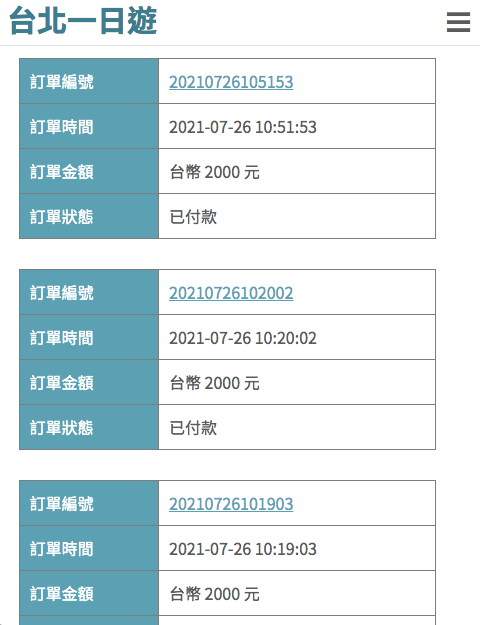 台北一日遊
訂單編號 20210726105153
訂單時間 2021-07-26 10:51:53
訂單金額 台幣 2000 元
訂單狀態 已付款
訂單編號 20210726102002
訂單時間 2021-07-26 10:20:02
訂單金額 台幣 2000 元
訂單狀態 已付款
訂單編號 20210726101903
訂單時間 2021-07-26 10:19:03
訂單金額 台幣 2000 元